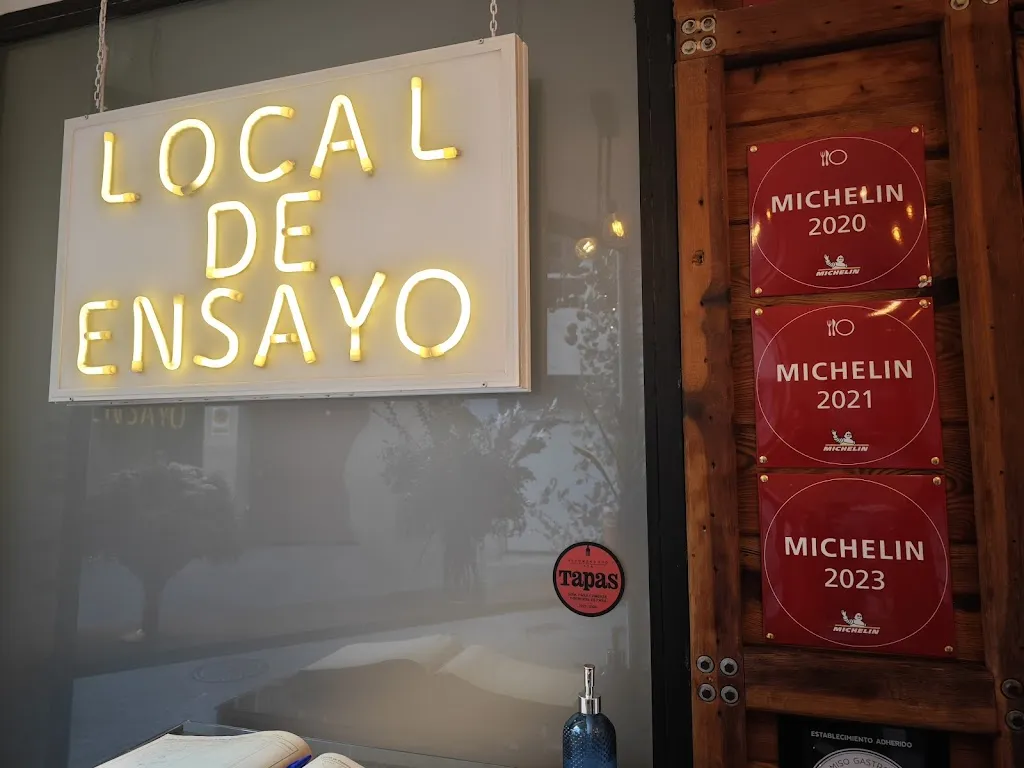 LOCAL
DE
ENSAYO
MICHELIN
2020
MICHELIN
MICHELIN
2021
MICHELIN
MICHELIN
2023
MICHELIN
Tapas
ESTABLECIMIENTO ADHERIDO